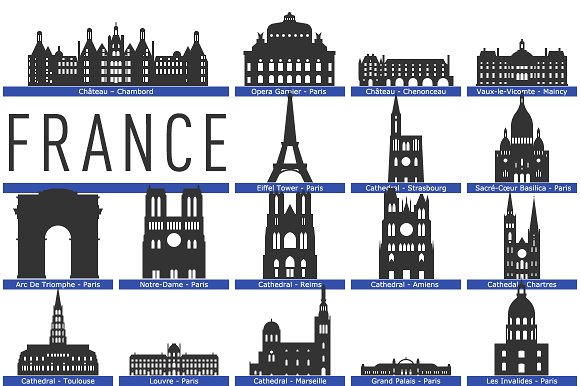 Château – Chambord
Opera Garnier - Paris
Château - Chenonceau
Vaux-le-Vicomte - Maincy
FRANCE
Eiffel Tower - Paris
Cathedral - Strasbourg
Sacré-Cœur Basilica - Paris
Arc De Triomphe - Paris
Notre-Dame - Paris
Cathedral - Reims
Cathedral - Amiens
Cathedral - Chartres
Cathedral - Toulouse
Louvre - Paris
Cathedral - Marseille
Grand Palais - Paris
Les Invalides - Paris